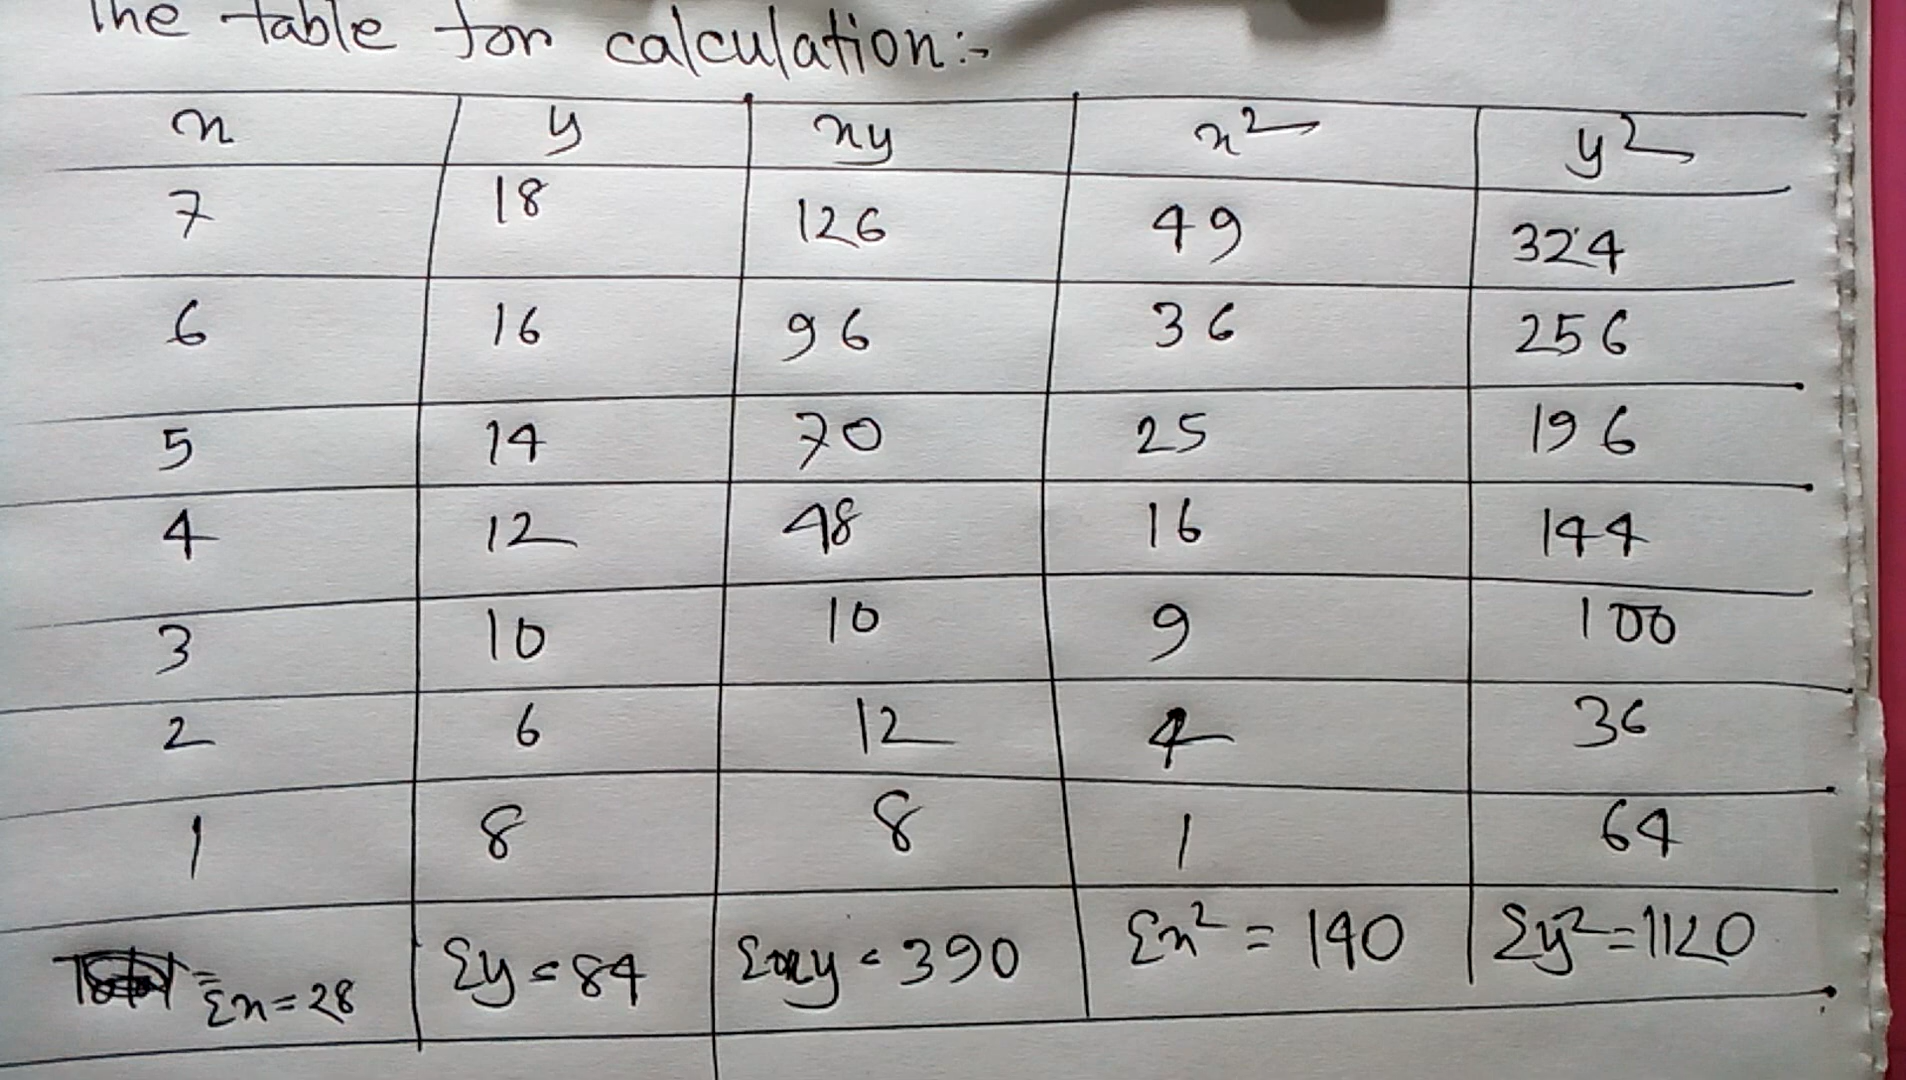 The table for calculation:-
x y xy x² y²
7 18 126 49 324
6 16 96 36 256
5 14 70 25 196
4 12 48 16 144
3 10 10 9 100
2 6 12 4 36
1 8 8 1 64
Σx=28 Σy=84 Σxy=390 Σx²=140 Σy²=1120